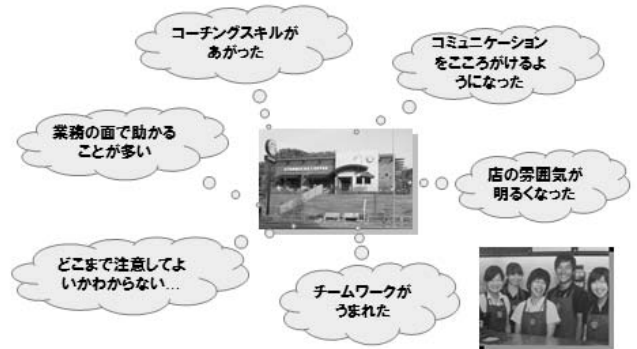 コーチングスキルが
あがった
コミュニケーション
をこころがけるよ
うになった
業務の面で助かる
ことが多い
店の雰囲気が
明るくなった
どこまで注意してよ
いかわからない…
チームワークが
うまれた